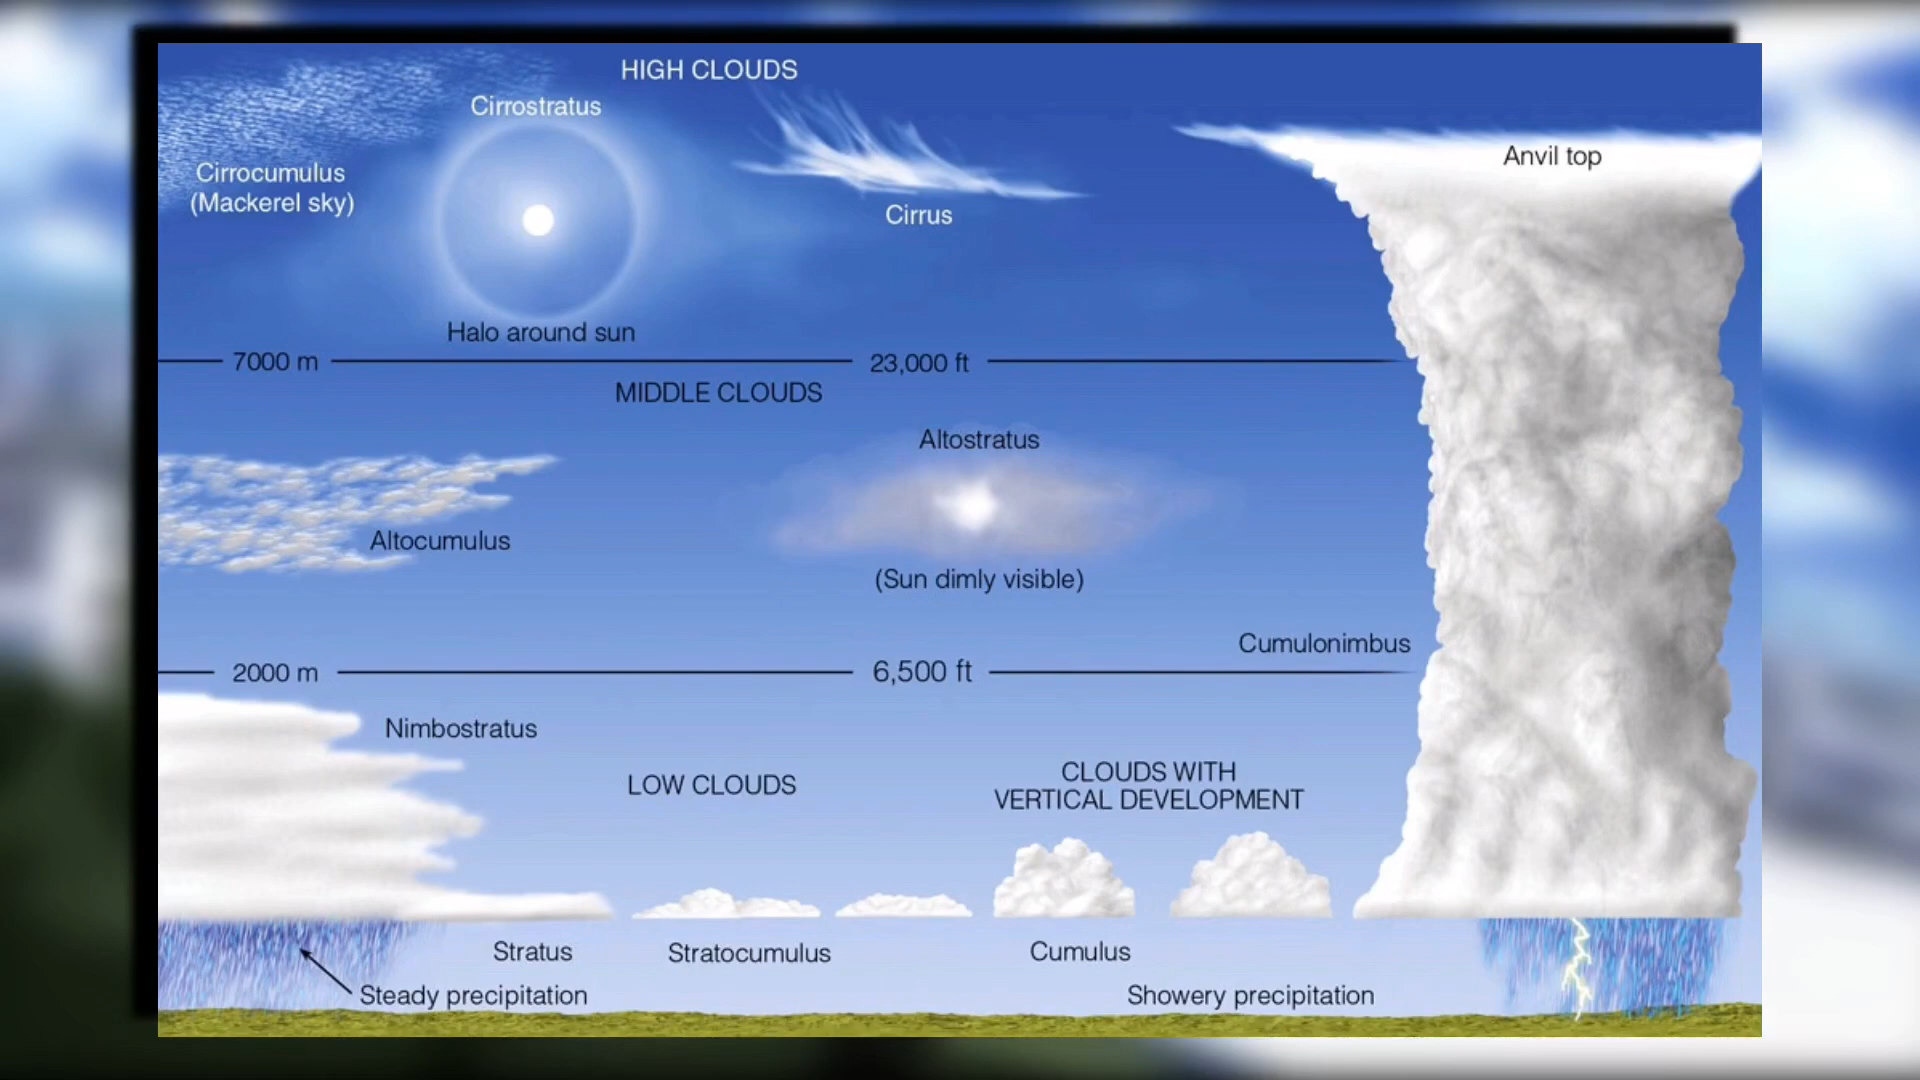 HIGH CLOUDS
Cirrostratus
Cirrocumulus
(Mackerel sky)
Cirrus
Anvil top
Halo around sun
7000 m
23,000 ft
MIDDLE CLOUDS
Altostratus
Altocumulus
(Sun dimly visible)
Cumulonimbus
2000 m
6,500 ft
Nimbostratus
LOW CLOUDS
CLOUDS WITH
VERTICAL DEVELOPMENT
Stratus
Stratocumulus
Cumulus
Steady precipitation
Showery precipitation